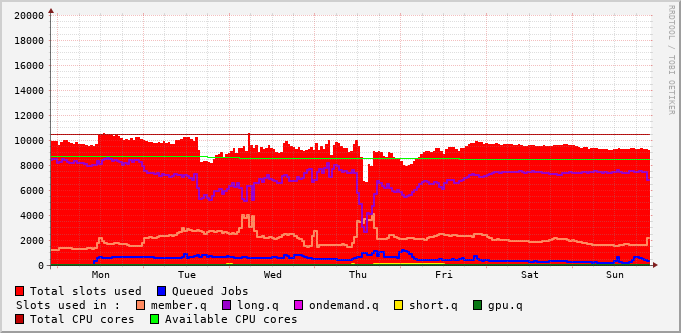 20000
18000
16000
14000
12000
10000
8000
6000
4000
2000
0
Mon Tue Wed Thu Fri Sat Sun
RRDTOOL / TOBI OETIKER
Total slots used Queued Jobs
Slots used in : member.q long.q ondemand.q short.q gpu.q
Total CPU cores Available CPU cores